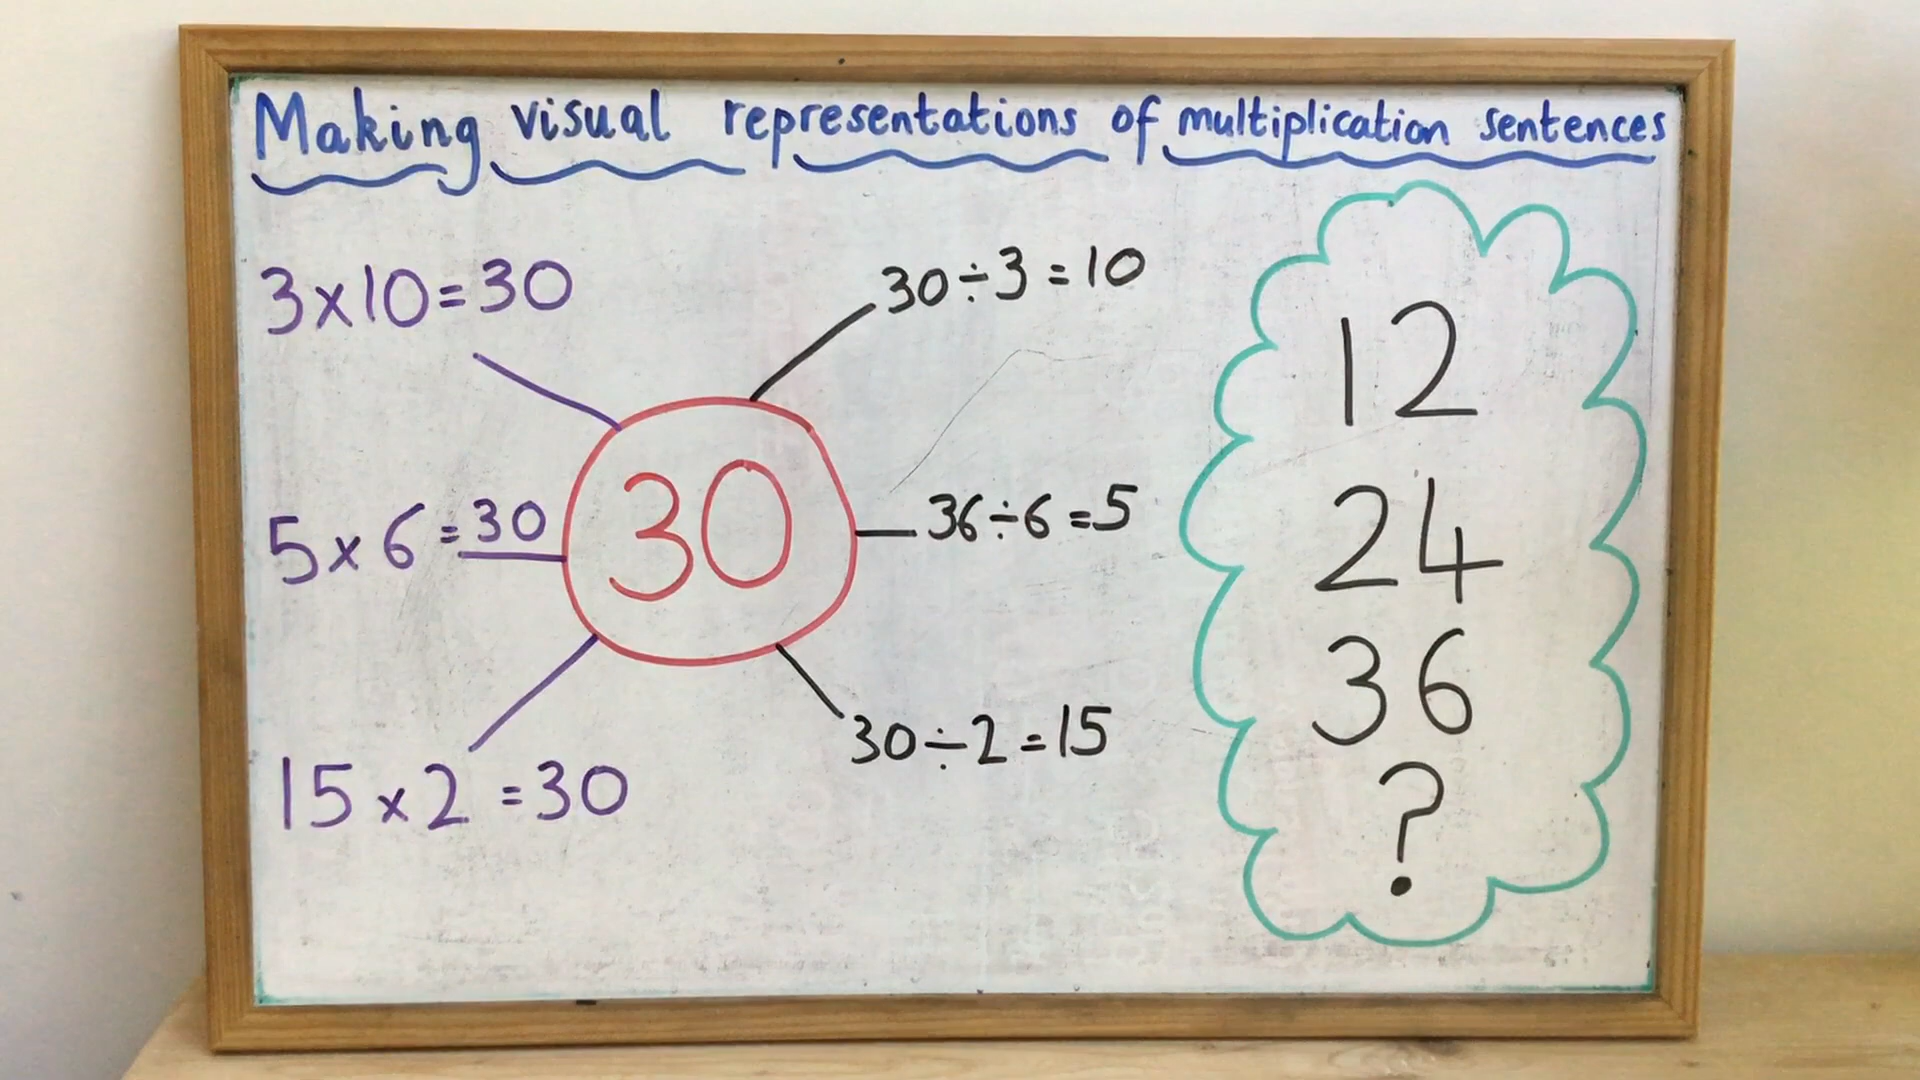 Making visual representations of multiplication sentences
3x10=30
5x6=30
15x2=30
30
30÷3=10
36÷6=5
30÷2=15
12
24
36
?